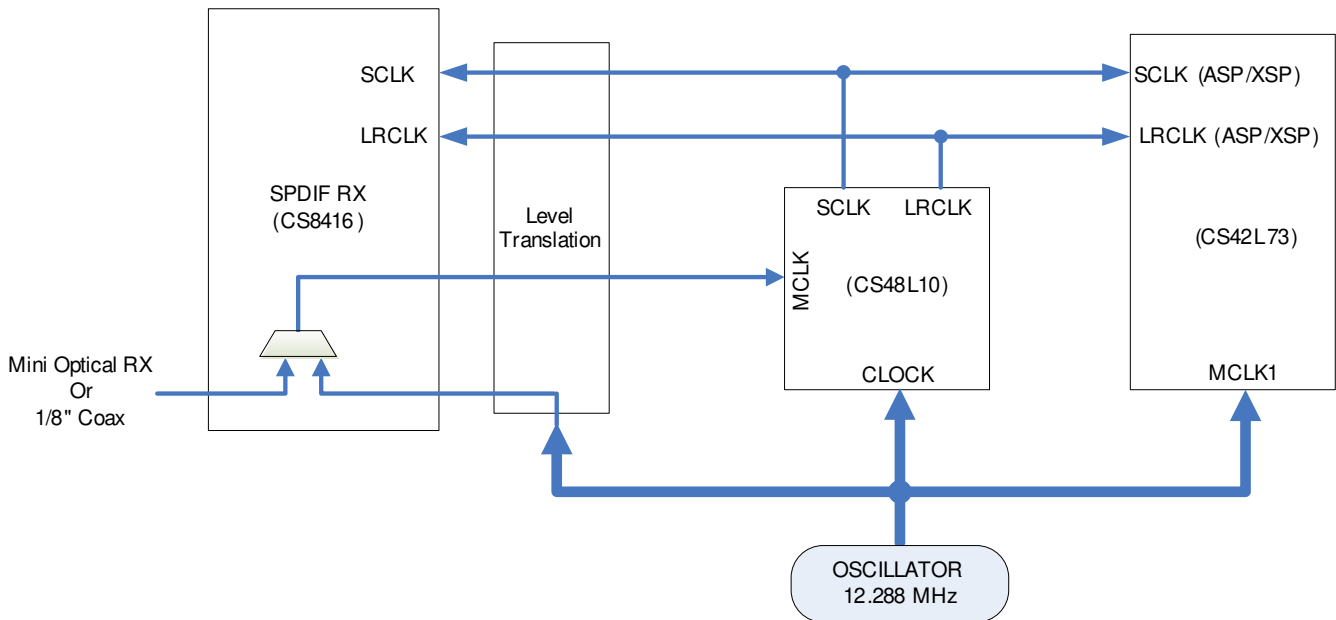 SCLK
LRCLK
SPDIF RX
(CS8416)
Mini Optical RX
Or
1/8" Coax
Level
Translation
SCLK LRCLK
MCLK
(CS48L10)
CLOCK
SCLK (ASP/XSP)
LRCLK (ASP/XSP)
(CS42L73)
MCLK1
OSCILLATOR
12.288 MHz